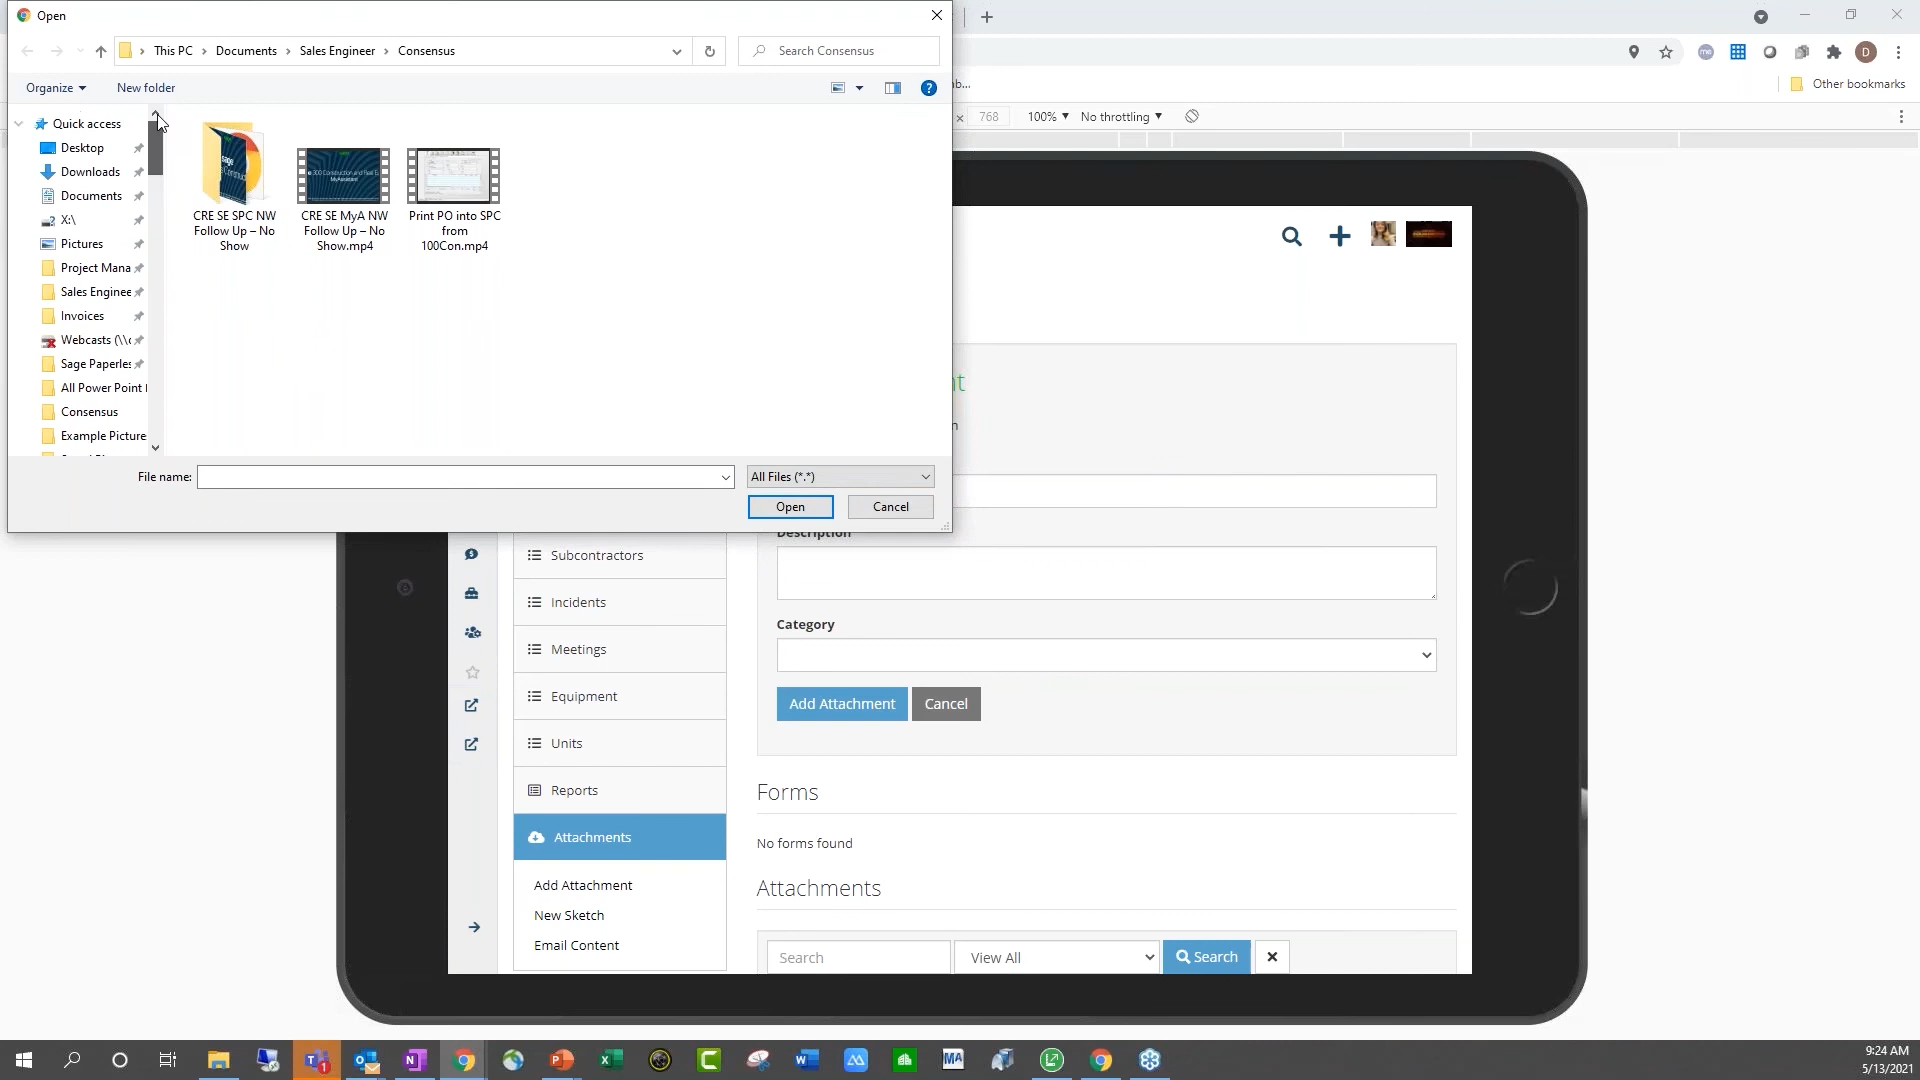 Open
This PC > Documents > Sales Engineer > Consensus
Search Consensus
Organize
New folder
Quick access
Desktop
Downloads
Documents
X:\
Pictures
Project Mana
Sales Enginee
Invoices
Webcasts (\\c
Sage Paperles
All Power Point
Consensus
Example Picture
CRE SE SPC NW
Follow Up – No
Show
CRE SE MyA NW
Follow Up – No
Show.mp4
Print PO into SPC
from
100Con.mp4
File name:
All Files (*.*)
Open
Cancel
D
Other bookmarks
× 768
100%
No throttling
Description
Category
Add Attachment
Cancel
Subcontractors
Incidents
Meetings
Equipment
Units
Reports
Attachments
Add Attachment
New Sketch
Email Content
Forms
No forms found
Attachments
Search
View All
Search
9:24 AM
5/13/2021